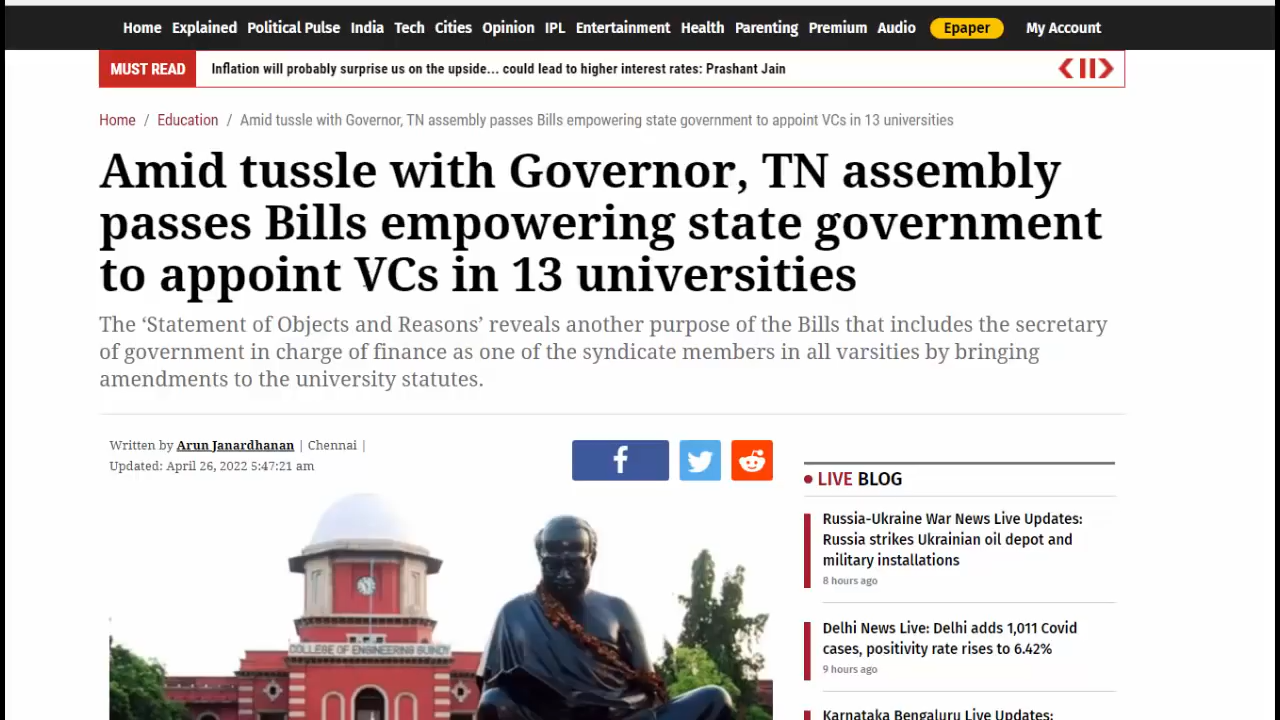 Home Explained Political Pulse India Tech Cities Opinion IPL Entertainment Health Parenting Premium Audio Epaper My Account
MUST READ Inflation will probably surprise us on the upside... could lead to higher interest rates: Prashant Jain
Home / Education / Amid tussle with Governor, TN assembly passes Bills empowering state government to appoint VCs in 13 universities
Amid tussle with Governor, TN assembly
passes Bills empowering state government
to appoint VCs in 13 universities
The ‘Statement of Objects and Reasons’ reveals another purpose of the Bills that includes the secretary
of government in charge of finance as one of the syndicate members in all varsities by bringing
amendments to the university statutes.
Written by Arun Janardhanan | Chennai |
Updated: April 26, 2022 5:47:21 am
COLLEGE OF ENGINEERING GUINDY
LIVE BLOG
Russia-Ukraine War News Live Updates:
Russia strikes Ukrainian oil depot and
military installations
8 hours ago
Delhi News Live: Delhi adds 1,011 Covid
cases, positivity rate rises to 6.42%
9 hours ago
Karnataka Bengaluru Live Updates: